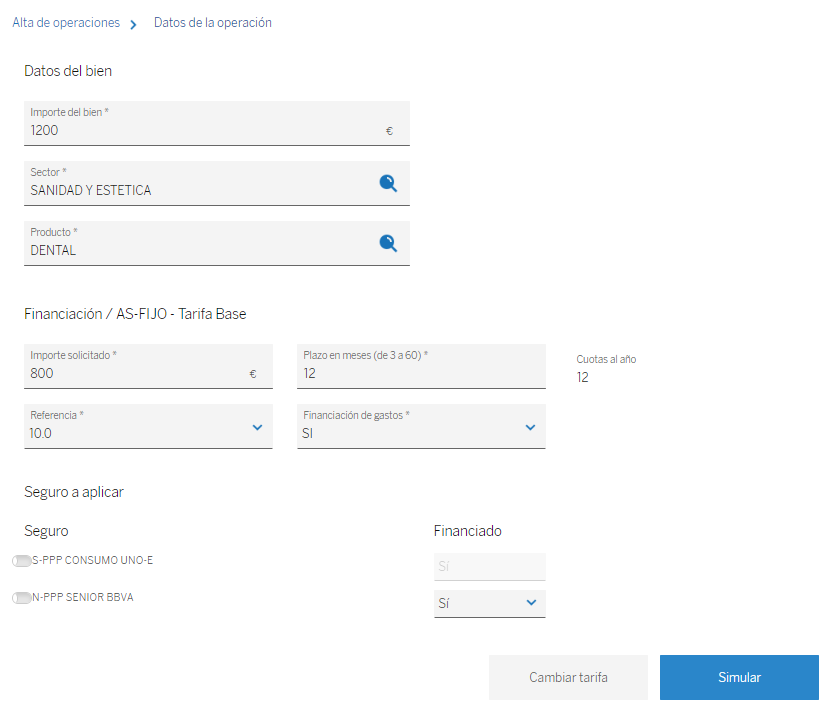 Alta de operaciones Datos de la operación
Datos del bien
Importe del bien *
1200 €
Sector *
SANIDAD Y ESTETICA
Producto *
DENTAL
Financiación / AS-FIJO - Tarifa Base
Importe solicitado *
800 €
Plazo en meses (de 3 a 60) *
12
Cuotas al año
12
Referencia *
10.0
Financiación de gastos *
SI
Seguro a aplicar
Seguro Financiado
S-PPP CONSUMO UNO-E Sí
N-PPP SENIOR BBVA Sí
Cambiar tarifa Simular